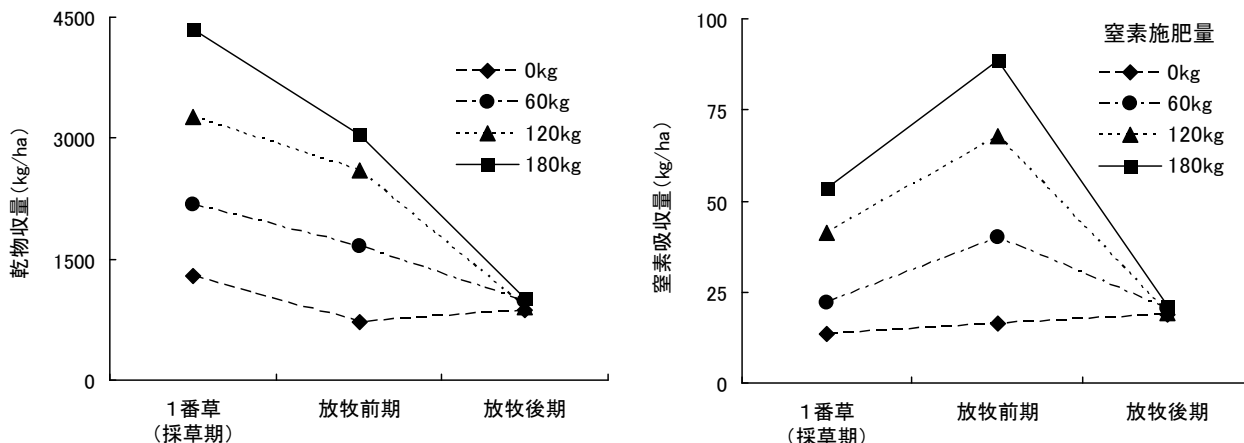 4500
3000
1500
0
乾物収量(kg/ha)
0kg
60kg
120kg
180kg
1番草
(採草期)
放牧前期
放牧後期
100
75
50
25
0
窒素吸収量(kg/ha)
窒素施肥量
0kg
60kg
120kg
180kg
1番草
(採草期)
放牧前期
放牧後期